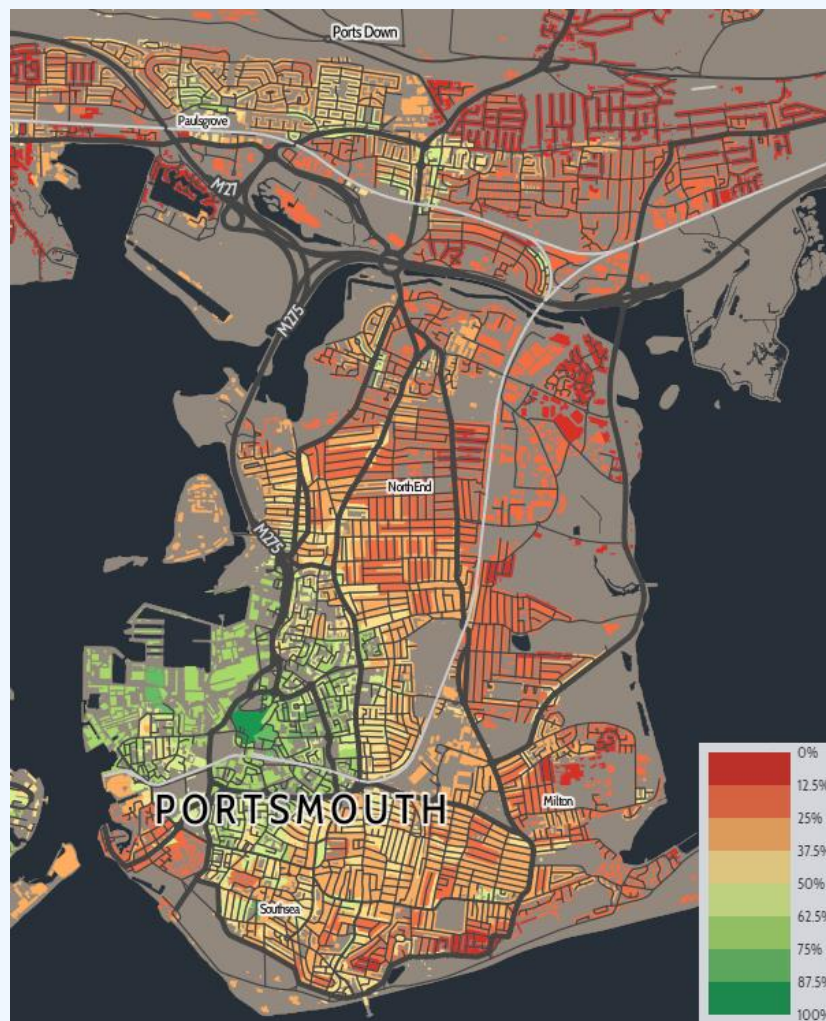 Ports Down
Paulsgrove
M27
M275
North End
M275
PORTSMOUTH
Milton
Southsea
0%
12.5%
25%
37.5%
50%
62.5%
75%
87.5%
100%